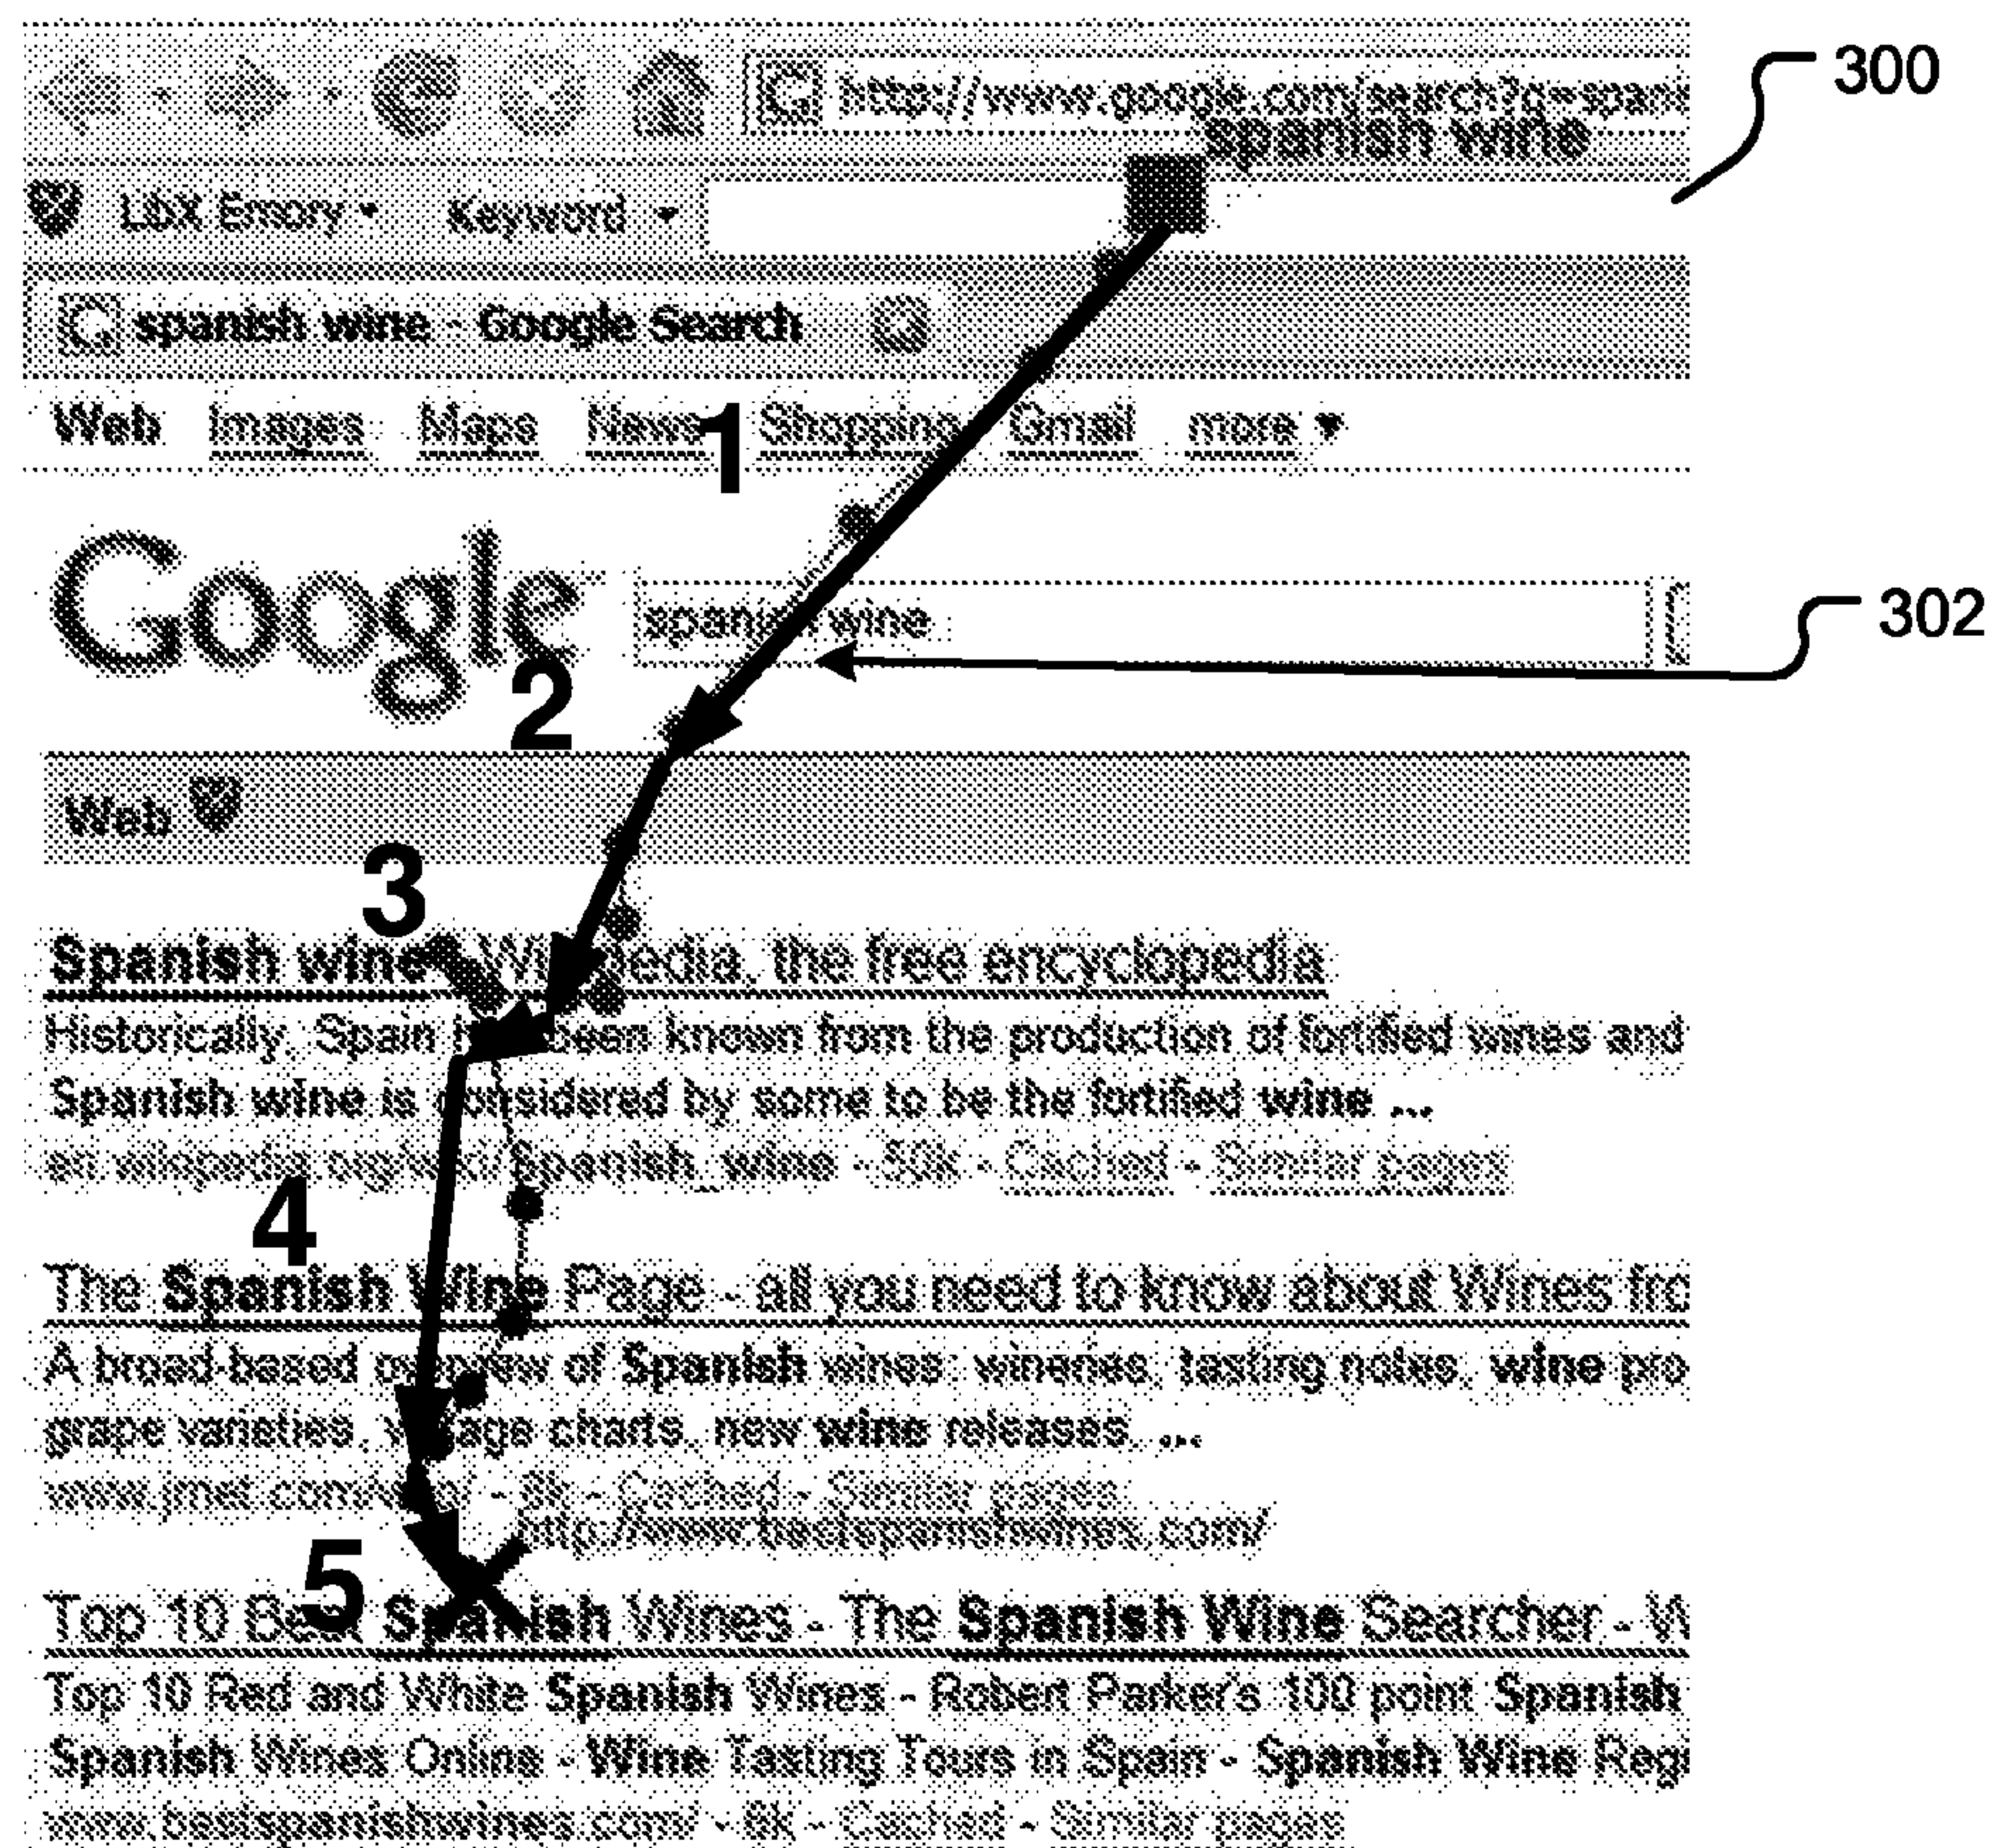 http://www.google.com/search?q=spani
300
spanish wine
LibX Emory Keyword
spanish wine - Google Search
Web Images Maps News Shopping Gmail more
1
Google
spanish wine
302
2
Web
3
Spanish wine Wikipedia, the free encyclopedia
Historically, Spain has been known from the production of fortified wines and
Spanish wine is considered by some to be the fortified wine ...
en.wikipedia.org/wiki/Spanish_wine - 50k - Cached - Similar pages
4
The Spanish Wine Page - all you need to know about Wines fro
A broad-based overview of Spanish wines: wineries, tasting notes, wine pro
grape varieties, vintage charts, new wine releases, ...
- 8k - Cached - Similar pages
http://www.bestspanishwines.com/
5
Top 10 Best Spanish Wines - The Spanish Wine Searcher - W
Top 10 Red and White Spanish Wines - Robert Parker's 100 point Spanish
Spanish Wines Online - Wine Tasting Tours in Spain - Spanish Wine Regi
www.bestspanishwines.com/ - 6k - Cached - Similar pages